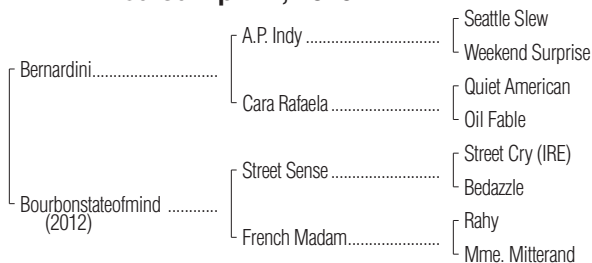 Seattle Slew
A.P. Indy
Weekend Surprise
Bernardini
Quiet American
Cara Rafaela
Oil Fable
Street Cry (IRE)
Street Sense
Bedazzle
Bourbonstateofmind
(2012)
Rahy
French Madam
Mme. Mitterand